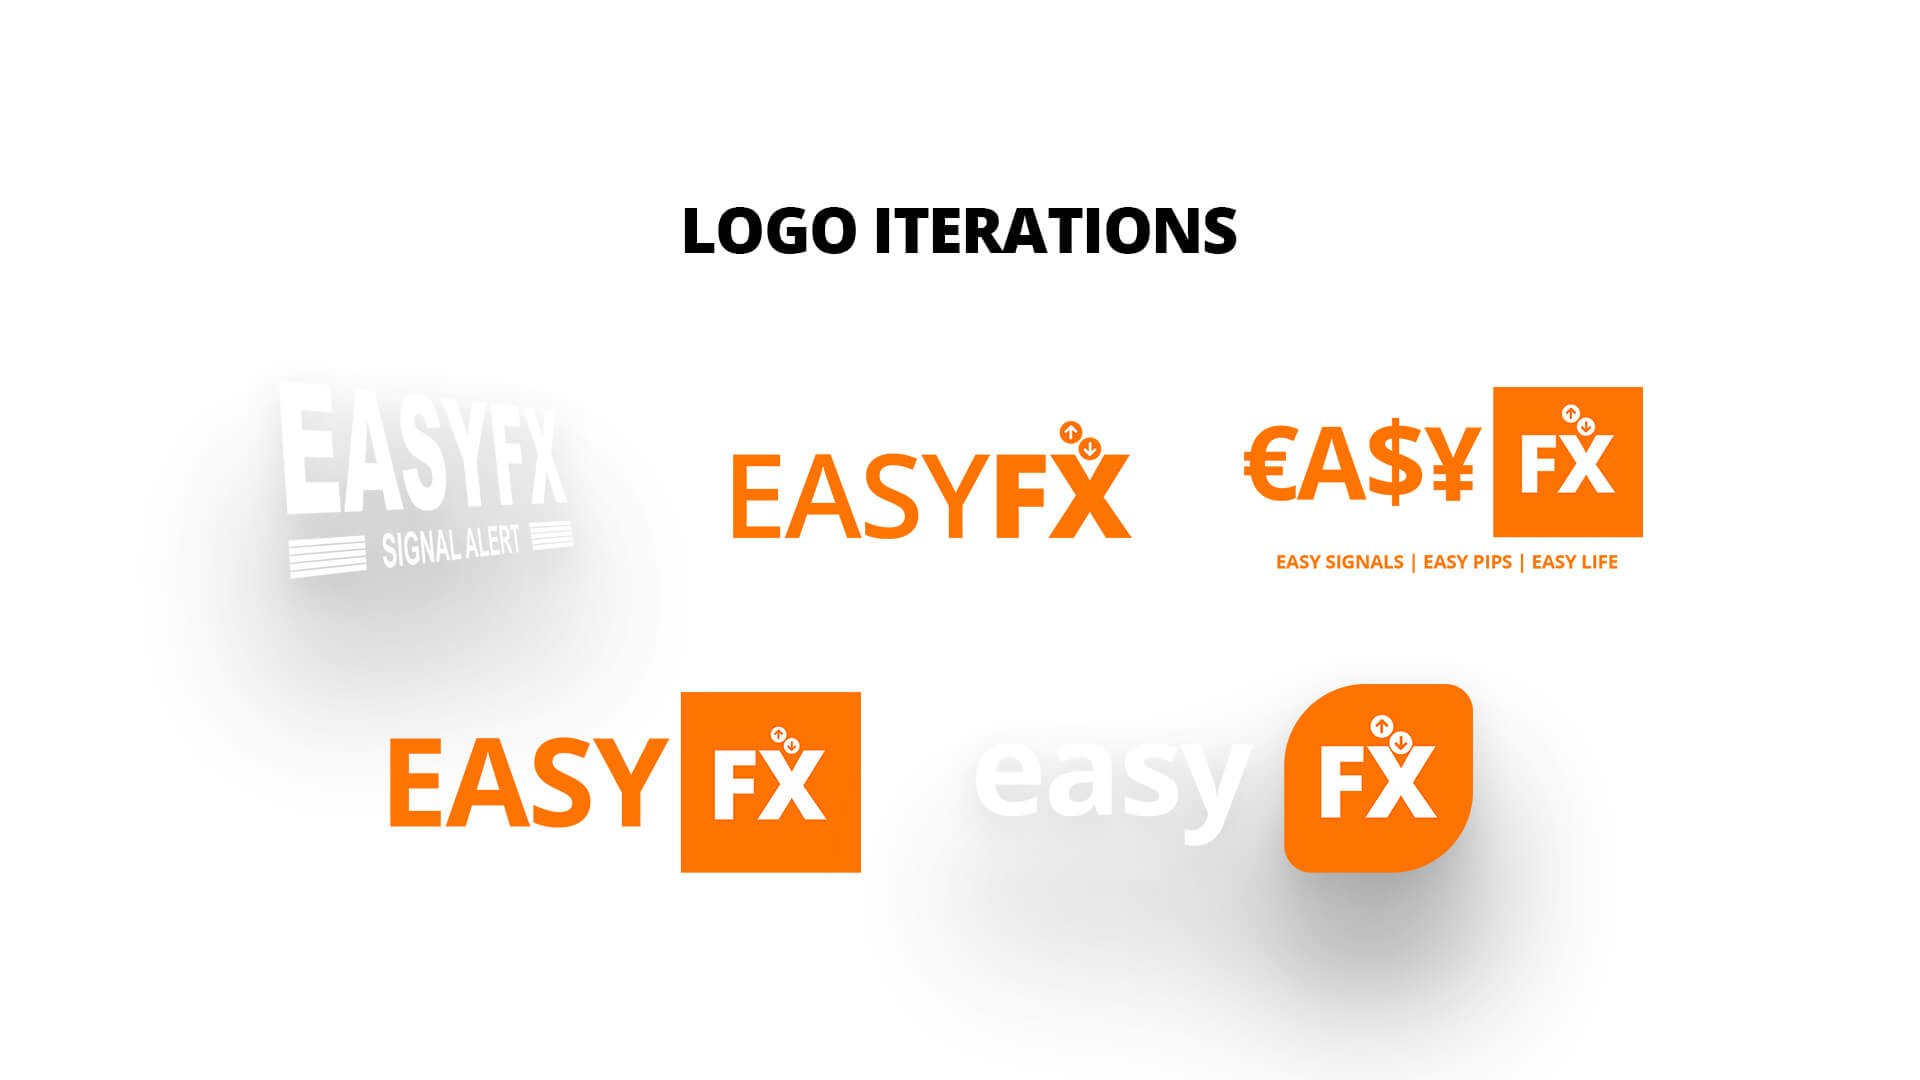 LOGO ITERATIONS
EASYFX
SIGNAL ALERT
EASYFX
€A$¥ FX
EASY SIGNALS | EASY PIPS | EASY LIFE
EASY FX
easy FX